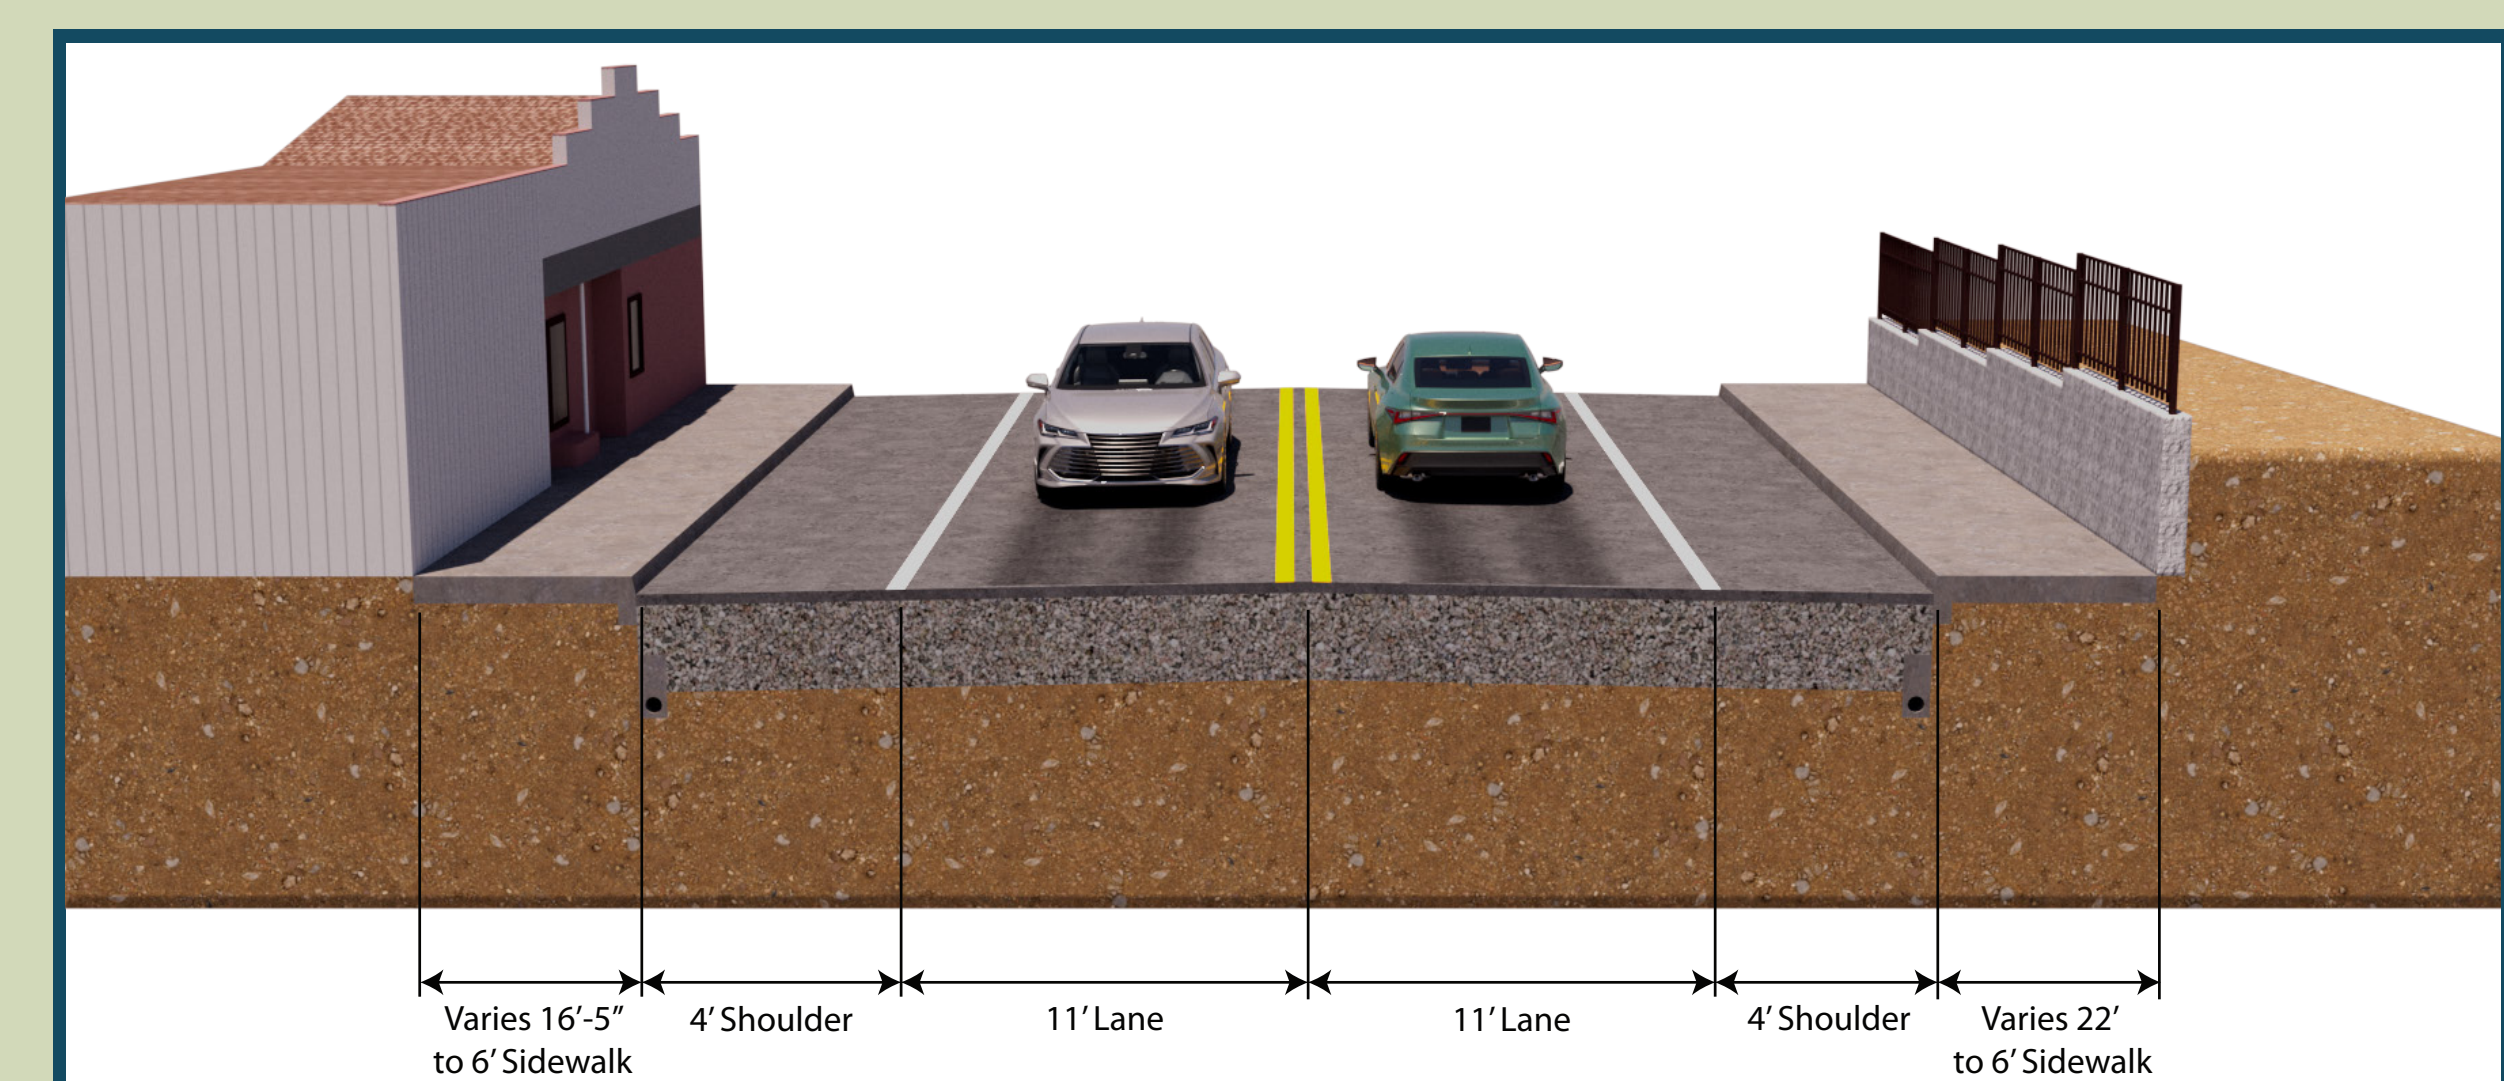 Varies 16’-5”
to 6’ Sidewalk
4’ Shoulder
11’ Lane
11’ Lane
4’ Shoulder
Varies 22’
to 6’ Sidewalk